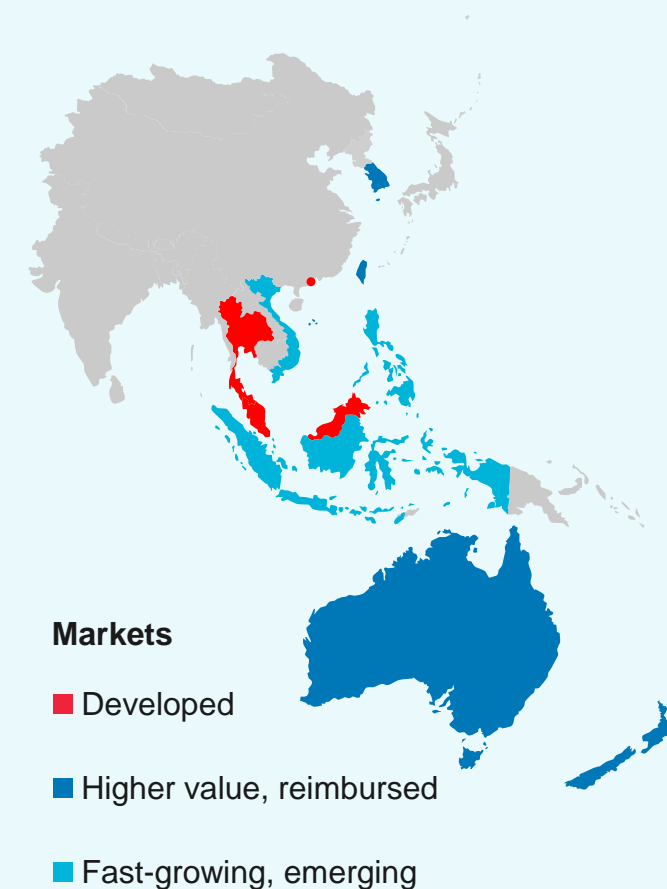 Markets
Developed
Higher value, reimbursed
Fast-growing, emerging